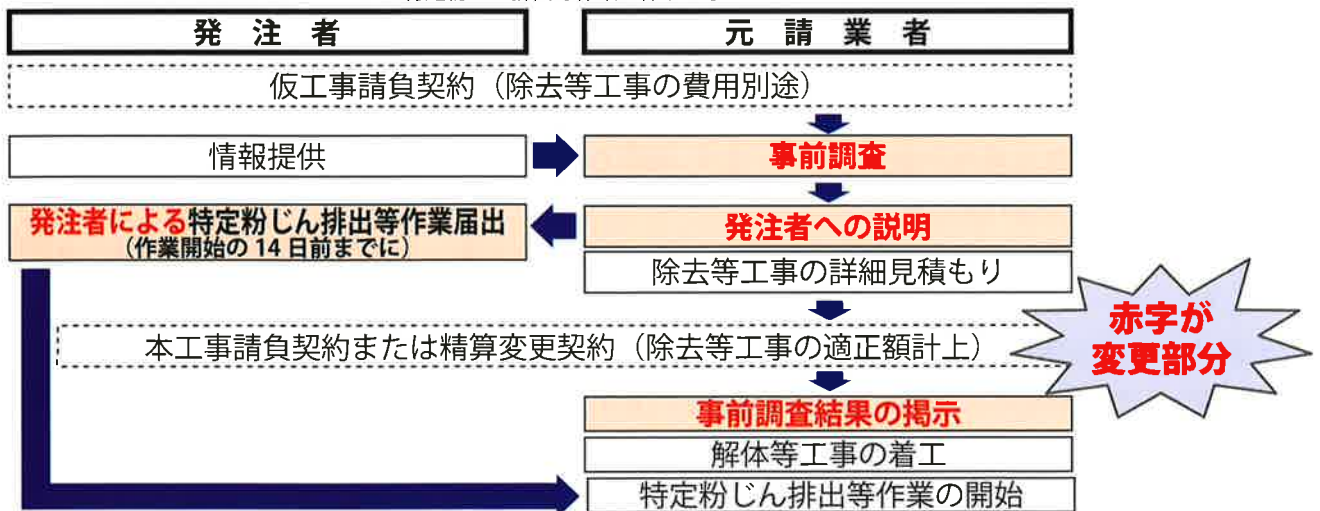 発注者
元請業者
仮工事請負契約（除去等工事の費用別途）
情報提供
事前調査
発注者による特定粉じん排出等作業届出
（作業開始の 14 日前までに）
発注者への説明
除去等工事の詳細見積もり
赤字が
変更部分
本工事請負契約または精算変更契約（除去等工事の適正額計上）
事前調査結果の掲示
解体等工事の着工
特定粉じん排出等作業の開始